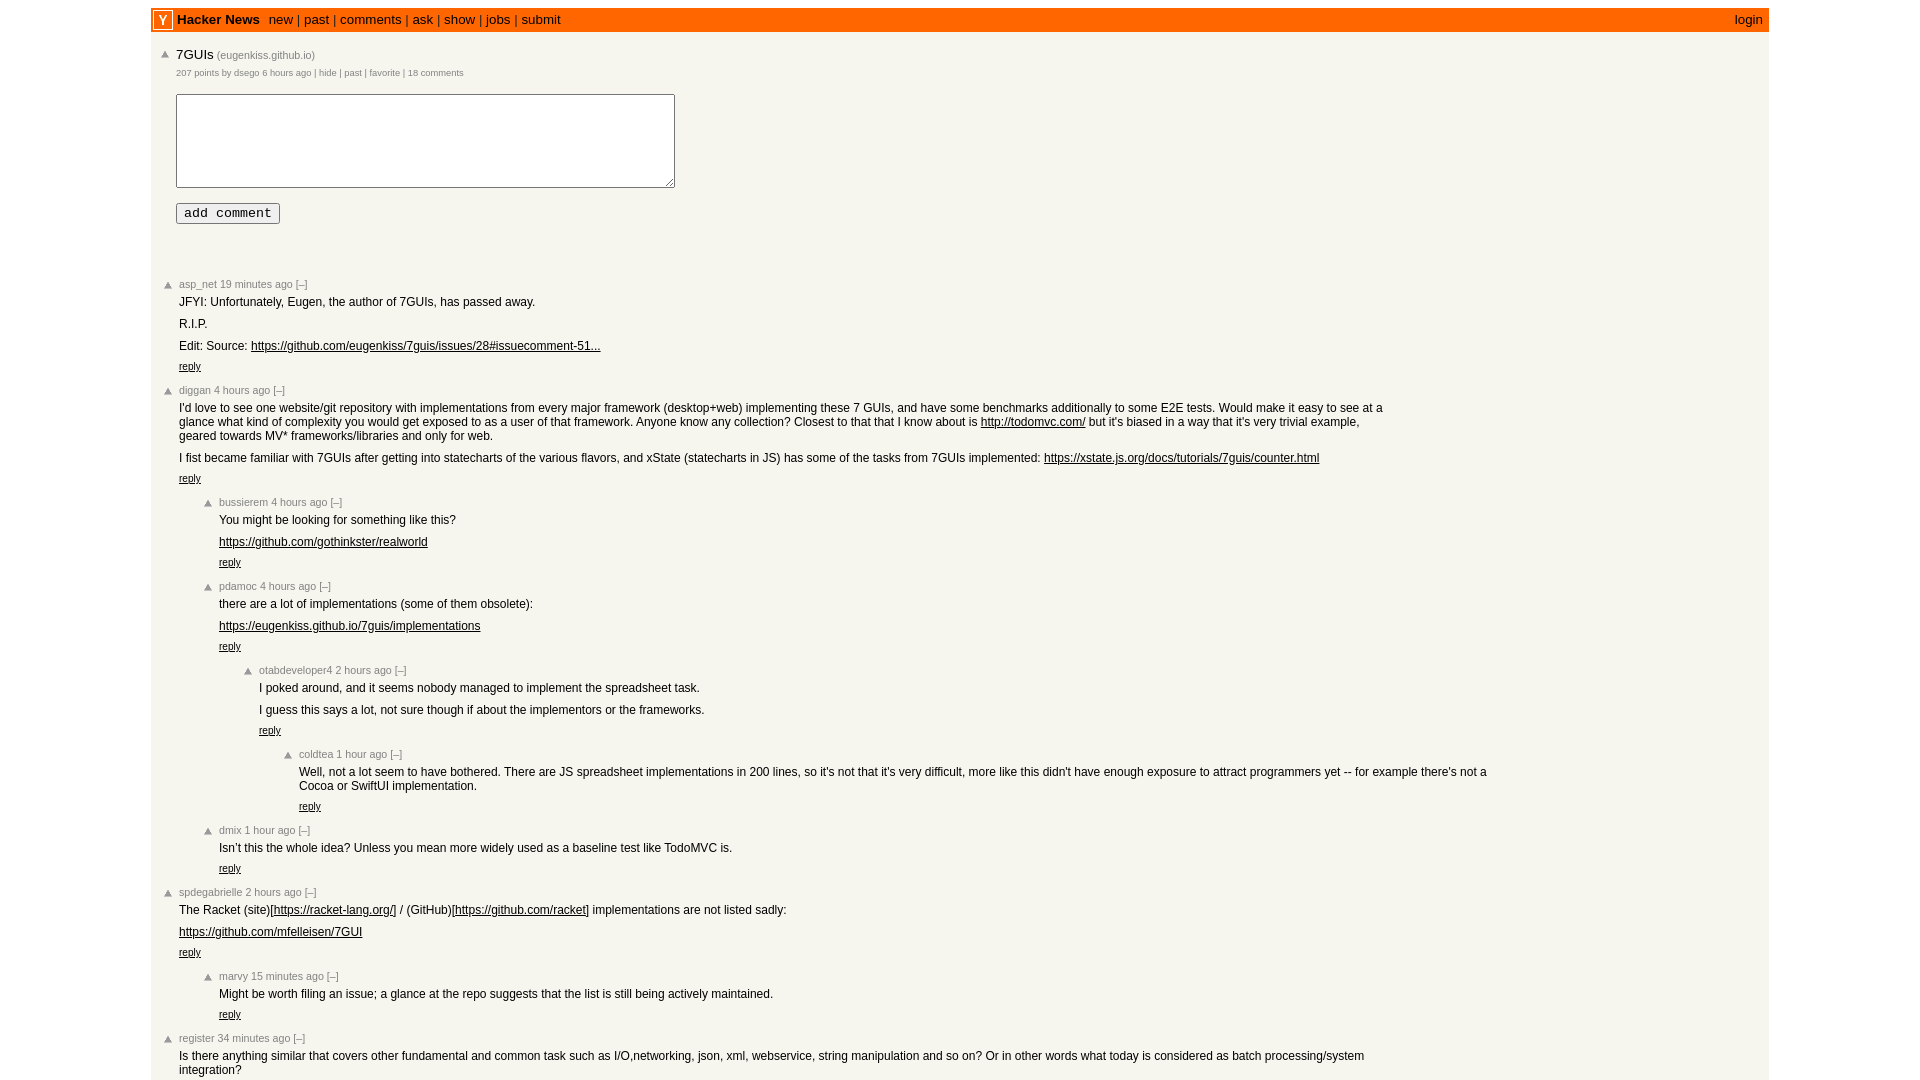 Y Hacker News new | past | comments | ask | show | jobs | submit login
7GUIs (eugenkiss.github.io)
207 points by dsego 6 hours ago | hide | past | favorite | 18 comments
add comment
asp_net 19 minutes ago [–]
JFYI: Unfortunately, Eugen, the author of 7GUIs, has passed away.
R.I.P.
Edit: Source: https://github.com/eugenkiss/7guis/issues/28#issuecomment-51...
reply
diggan 4 hours ago [–]
I'd love to see one website/git repository with implementations from every major framework (desktop+web) implementing these 7 GUIs, and have some benchmarks additionally to some E2E tests. Would make it easy to see at a
glance what kind of complexity you would get exposed to as a user of that framework. Anyone know any collection? Closest to that that I know about is http://todomvc.com/ but it's biased in a way that it's very trivial example,
geared towards MV* frameworks/libraries and only for web.
I fist became familiar with 7GUIs after getting into statecharts of the various flavors, and xState (statecharts in JS) has some of the tasks from 7GUIs implemented: https://xstate.js.org/docs/tutorials/7guis/counter.html
reply
bussierem 4 hours ago [–]
You might be looking for something like this?
https://github.com/gothinkster/realworld
reply
pdamoc 4 hours ago [–]
there are a lot of implementations (some of them obsolete):
https://eugenkiss.github.io/7guis/implementations
reply
otabdeveloper4 2 hours ago [–]
I poked around, and it seems nobody managed to implement the spreadsheet task.
I guess this says a lot, not sure though if about the implementors or the frameworks.
reply
coldtea 1 hour ago [–]
Well, not a lot seem to have bothered. There are JS spreadsheet implementations in 200 lines, so it's not that it's very difficult, more like this didn't have enough exposure to attract programmers yet -- for example there's not a
Cocoa or SwiftUI implementation.
reply
dmix 1 hour ago [–]
Isn’t this the whole idea? Unless you mean more widely used as a baseline test like TodoMVC is.
reply
spdegabrielle 2 hours ago [–]
The Racket (site)[https://racket-lang.org/] / (GitHub)[https://github.com/racket] implementations are not listed sadly:
https://github.com/mfelleisen/7GUI
reply
marvy 15 minutes ago [–]
Might be worth filing an issue; a glance at the repo suggests that the list is still being actively maintained.
reply
register 34 minutes ago [–]
Is there anything similar that covers other fundamental and common task such as I/O,networking, json, xml, webservice, string manipulation and so on? Or in other words what today is considered as batch processing/system
integration?